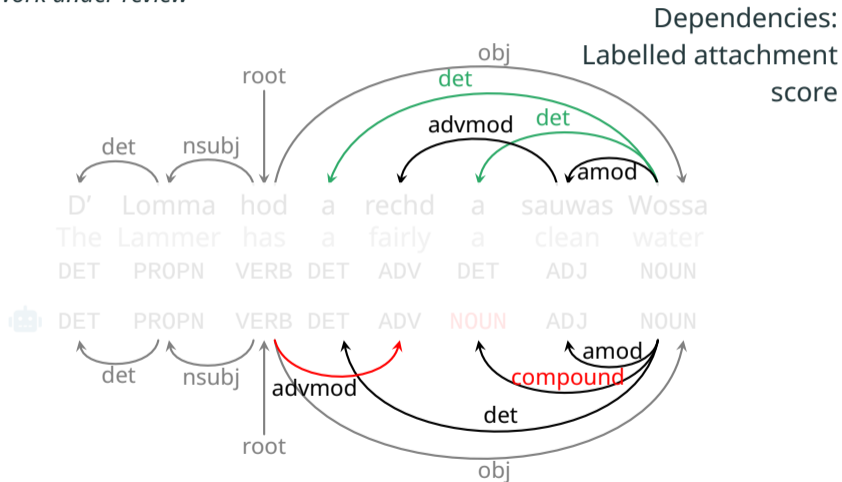 work under review
Dependencies:
Labelled attachment
score
obj
root
det
det
advmod
det
nsubj
amod
D’ Lomma hod a rechd a sauwas Wossa
The Lammer has a fairly a clean water
DET PROPN VERB DET ADV DET ADJ NOUN
DET PROPN VERB DET ADV NOUN ADJ NOUN
amod
det
nsubj
compound
advmod
det
root
obj